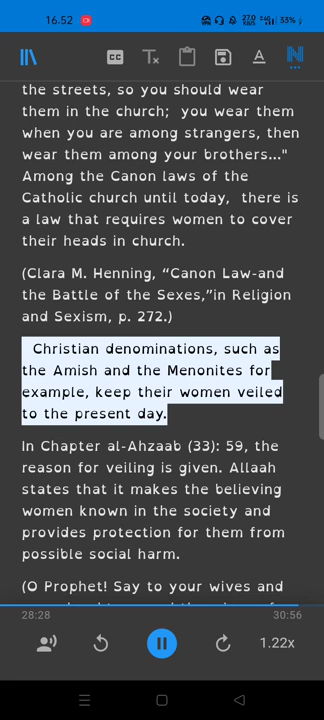 16.52
27.0
33%
CC
the streets, so you should wear
them in the church;  you wear them
when you are among strangers, then
wear them among your brothers..."
Among the Canon laws of the
Catholic church until today,  there is
a law that requires women to cover
their heads in church.
(Clara M. Henning, “Canon Law-and
the Battle of the Sexes,”in Religion
and Sexism, p. 272.)
Christian denominations, such as
the Amish and the Menonites for
example, keep their women veiled
to the present day.
In Chapter al-Ahzaab (33): 59, the
reason for veiling is given. Allaah
states that it makes the believing
women known in the society and
provides protection for them from
possible social harm.
(O Prophet! Say to your wives and
28:28
30:56
1.22x